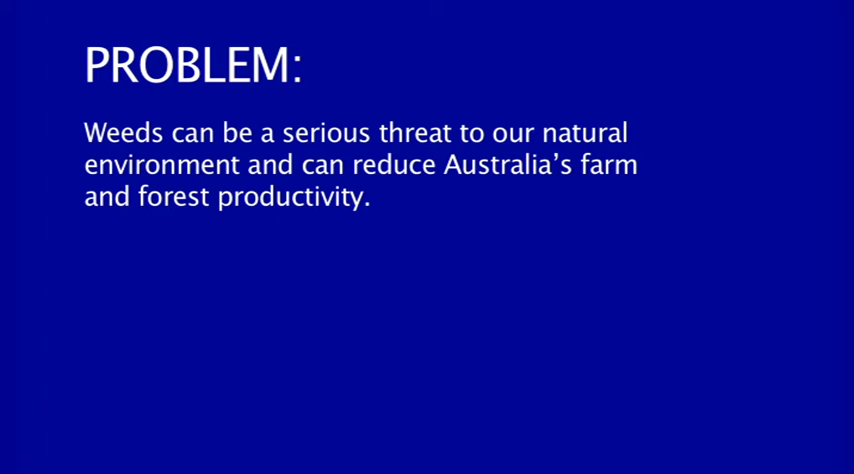 PROBLEM:
Weeds can be a serious threat to our natural
environment and can reduce Australia’s farm
and forest productivity.